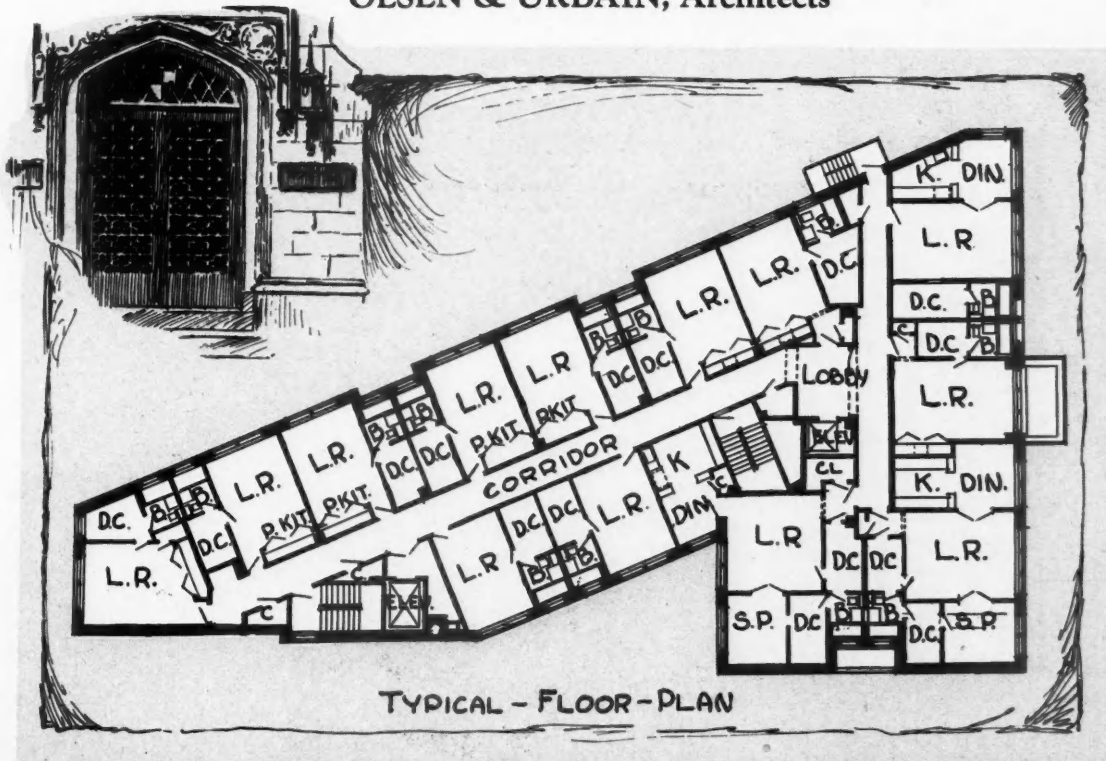 OLSEN & URBAIN, Architects
K. DIN.
B.
L.R.
L.R. D.C.
L.R.
D.C. B.
C
D.C. B.
B. B. D.C. D.C.
L.R
P.KIT.
LOBBY
L.R.
L.R.
P.KIT.
B. B. D.C. D.C.
ELEV
CL
K. DIN.
L.R.
P.KIT.
CORRIDOR
K
DIN.
C
L.R.
P.KIT.
B. B.
D.C.
D.C.
L.R.
L.R
D.C. D.C.
L.R.
L.R
D.C. D.C.
B. B.
L.R.
C
C
ELEV.
S.P. D.C
B. B.
D.C. S.P.
TYPICAL - FLOOR - PLAN